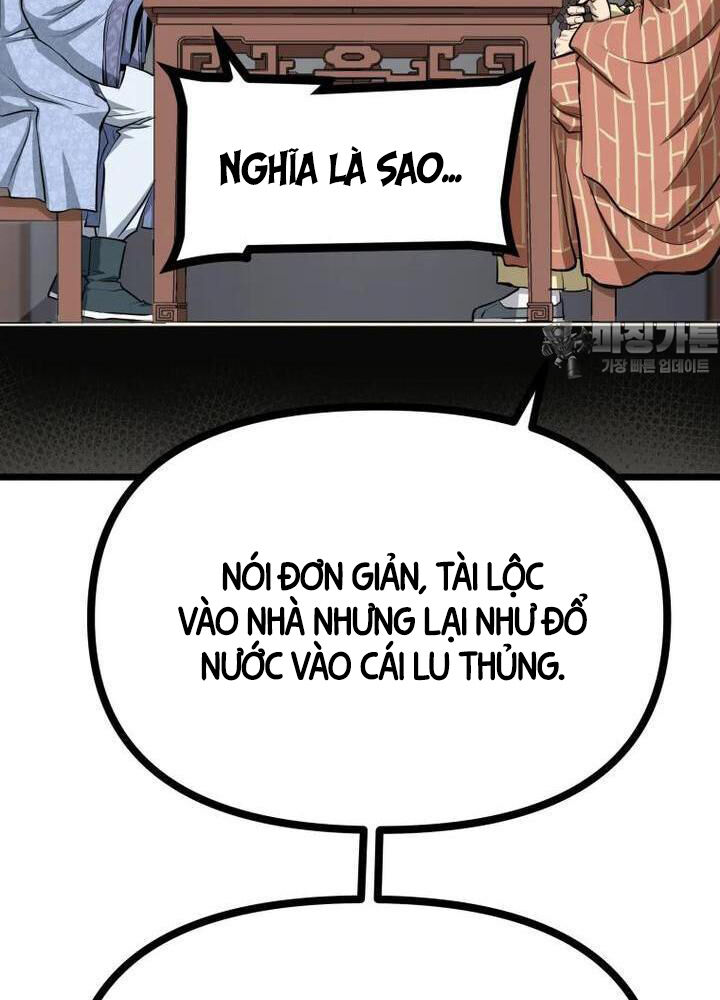 NGHĨA LÀ SAO...
마징가툰
가장 빠른 업데이트
NÓI ĐƠN GIẢN, TÀI LỘC
VÀO NHÀ NHƯNG LẠI NHƯ ĐỔ
NƯỚC VÀO CÁI LU THỦNG.